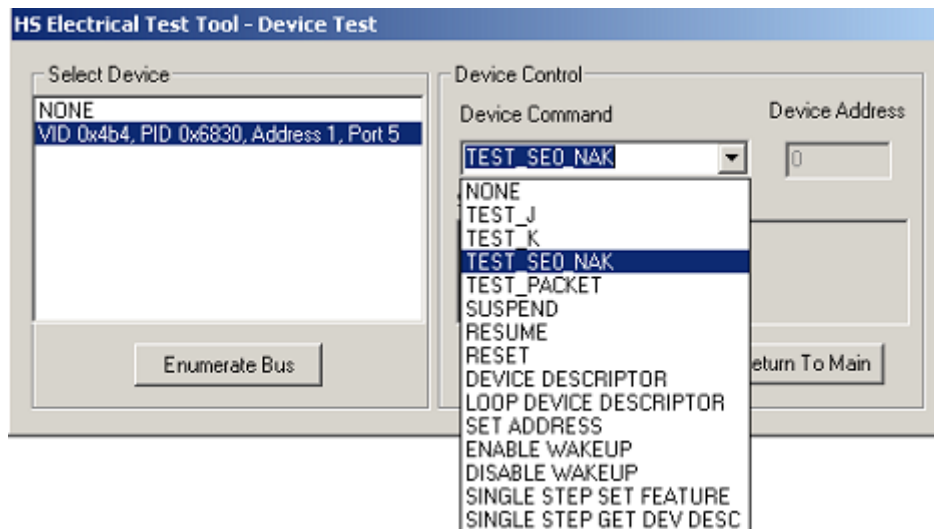 HS Electrical Test Tool - Device Test
Select Device
NONE
VID 0x4b4, PID 0x6830, Address 1, Port 5
Enumerate Bus
Device Control
Device Command
Device Address
TEST_SE0_NAK
0
NONE
TEST_J
TEST_K
TEST_SE0_NAK
TEST_PACKET
SUSPEND
RESUME
RESET
DEVICE DESCRIPTOR
LOOP DEVICE DESCRIPTOR
SET ADDRESS
ENABLE WAKEUP
DISABLE WAKEUP
SINGLE STEP SET FEATURE
SINGLE STEP GET DEV DESC
eturn To Main